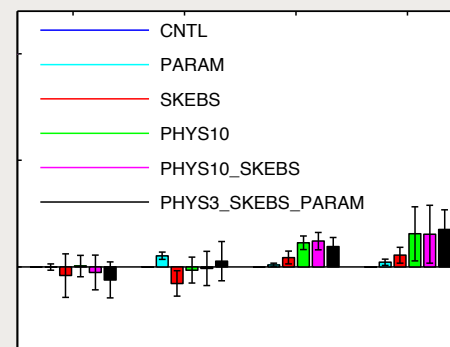 CNTL
PARAM
SKEBS
PHYS10
PHYS10_SKEBS
PHYS3_SKEBS_PARAM